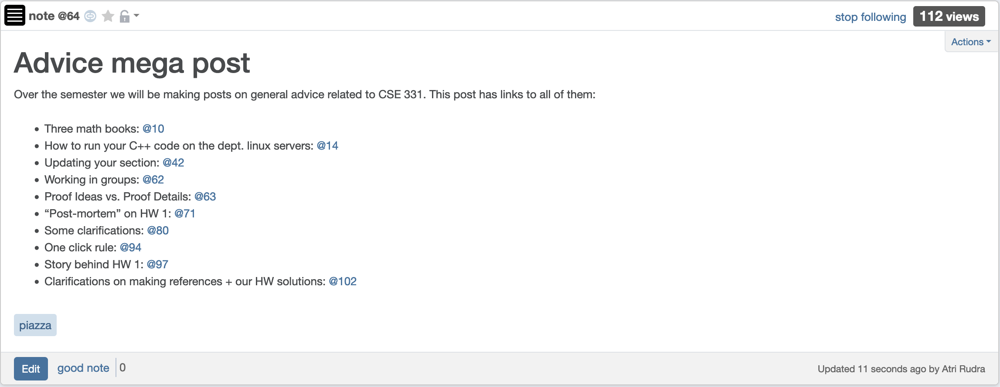 note @64
stop following
112 views
Actions
Advice mega post
Over the semester we will be making posts on general advice related to CSE 331. This post has links to all of them:
• Three math books: @10
• How to run your C++ code on the dept. linux servers: @14
• Updating your section: @42
• Working in groups: @62
• Proof Ideas vs. Proof Details: @63
• “Post-mortem” on HW 1: @71
• Some clarifications: @80
• One click rule: @94
• Story behind HW 1: @97
• Clarifications on making references + our HW solutions: @102
piazza
Edit
good note
0
Updated 11 seconds ago by Atri Rudra